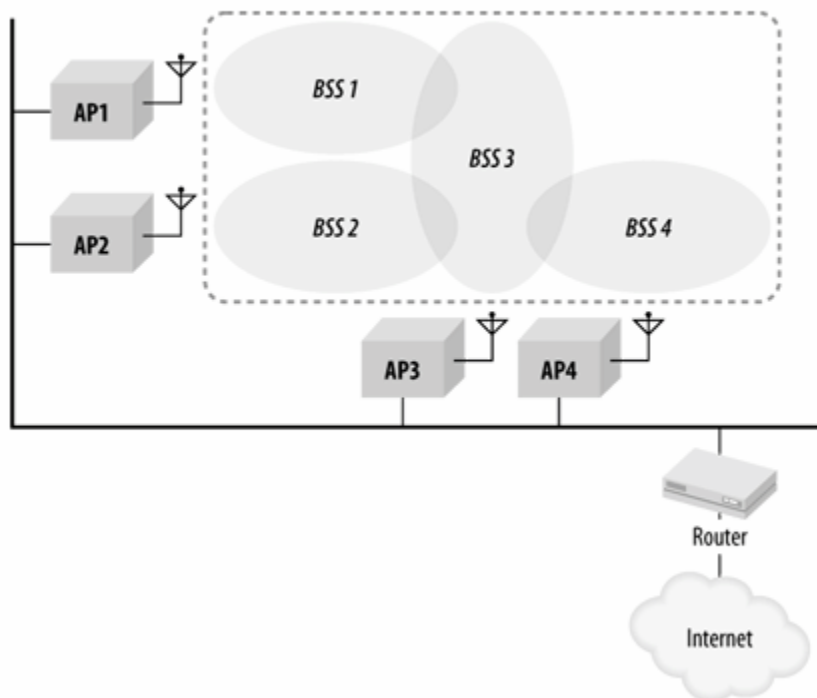 BSS 1
AP1
BSS 3
BSS 2
BSS 4
AP2
AP3
AP4
Router
Internet